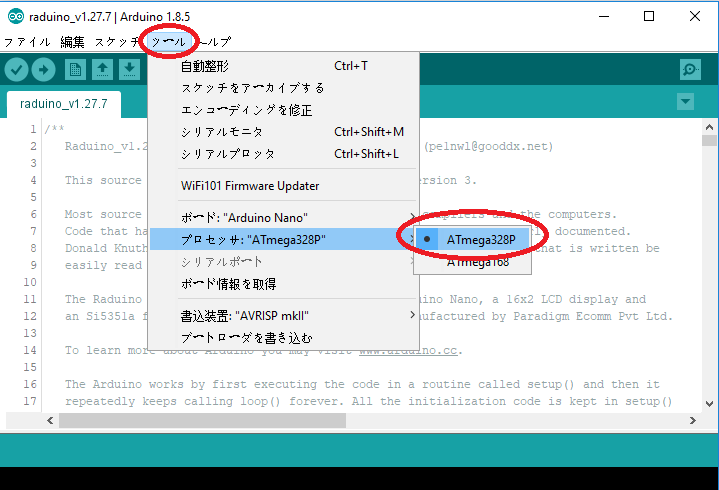 raduino_v1.27.7 | Arduino 1.8.5
ファイル 編集 スケッチ ツール ヘルプ
raduino_v1.27.7
自動整形 Ctrl+T
スケッチをアーカイブする
エンコーディングを修正
シリアルモニタ Ctrl+Shift+M
シリアルプロッタ Ctrl+Shift+L
WiFi101 Firmware Updater
ボード: "Arduino Nano"
プロセッサ: "ATmega328P"
シリアルポート
ボード情報を取得
書込装置: "AVRISP mkII"
ブートローダを書き込む
ATmega328P
ATmega168
1 /**
2 Raduino_v1.2 (pelnwl@gooddx.net)
3
4 This source ersion 3.
5
6 Most source compilers and the computers.
7 Code that ha documented.
8 Donald Knuth hat is written be
9 easily read
10
11 The Raduino uino Nano, a 16x2 LCD display and
12 an Si5351a f nufactured by Paradigm Ecomm Pvt Ltd.
13
14 To learn more about Arduino you may visit www.arduino.cc.
15
16 The Arduino works by first executing the code in a routine called setup() and then it
17 repeatedly keeps calling loop() forever. All the initialization code is kept in setup()